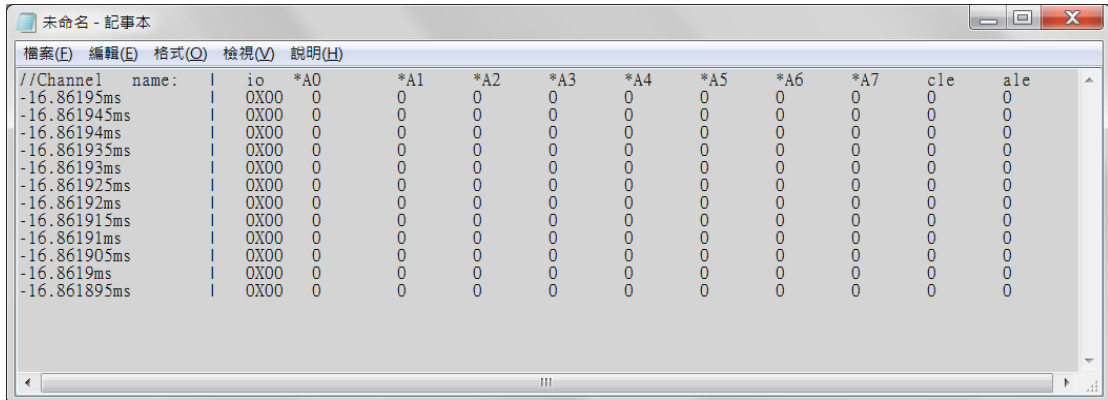 未命名 - 記事本
檔案(F) 編輯(E) 格式(O) 檢視(V) 說明(H)
//Channel name: | io *A0 *A1 *A2 *A3 *A4 *A5 *A6 *A7 cle ale
-16.86195ms | 0X00 0 0 0 0 0 0 0 0 0 0
-16.861945ms | 0X00 0 0 0 0 0 0 0 0 0 0
-16.86194ms | 0X00 0 0 0 0 0 0 0 0 0 0
-16.861935ms | 0X00 0 0 0 0 0 0 0 0 0 0
-16.86193ms | 0X00 0 0 0 0 0 0 0 0 0 0
-16.861925ms | 0X00 0 0 0 0 0 0 0 0 0 0
-16.86192ms | 0X00 0 0 0 0 0 0 0 0 0 0
-16.861915ms | 0X00 0 0 0 0 0 0 0 0 0 0
-16.86191ms | 0X00 0 0 0 0 0 0 0 0 0 0
-16.861905ms | 0X00 0 0 0 0 0 0 0 0 0 0
-16.8619ms | 0X00 0 0 0 0 0 0 0 0 0 0
-16.861895ms | 0X00 0 0 0 0 0 0 0 0 0 0